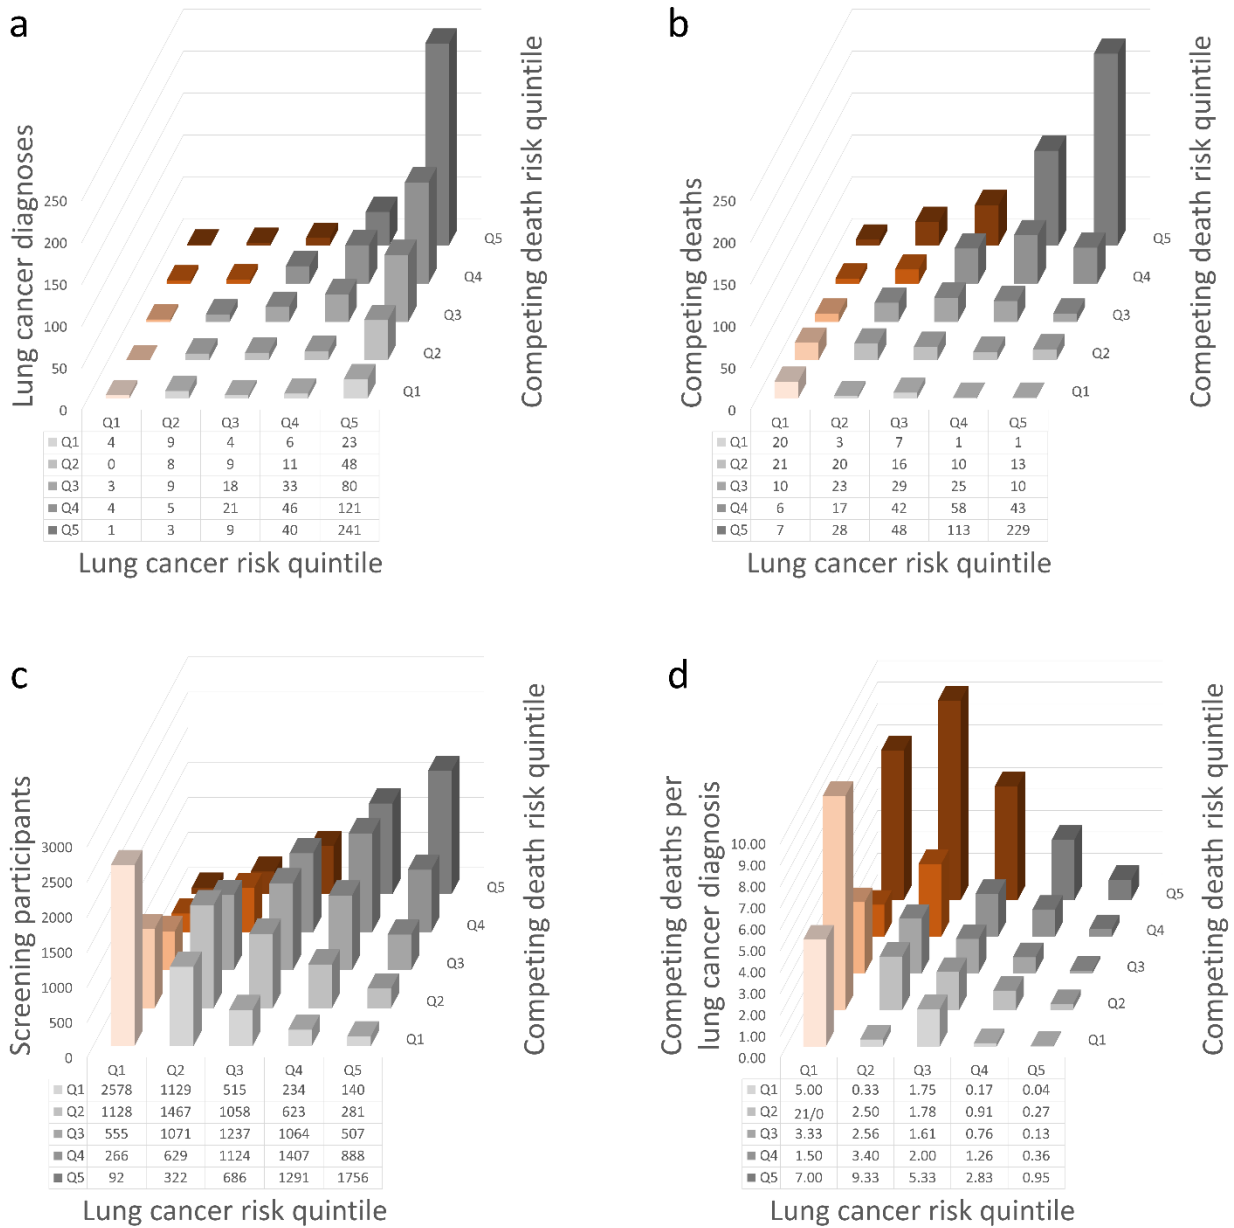 a
Lung cancer diagnoses
250
200
150
100
50
0
Q5
Q4
Q3
Q2
Q1
Competing death risk quintile
Q1 Q2 Q3 Q4 Q5
Q1 4 9 4 6 23
Q2 0 8 9 11 48
Q3 3 9 18 33 80
Q4 4 5 21 46 121
Q5 1 3 9 40 241
Lung cancer risk quintile
b
Competing deaths
250
200
150
100
50
0
Q5
Q4
Q3
Q2
Q1
Competing death risk quintile
Q1 Q2 Q3 Q4 Q5
Q1 20 3 7 1 1
Q2 21 20 16 10 13
Q3 10 23 29 25 10
Q4 6 17 42 58 43
Q5 7 28 48 113 229
Lung cancer risk quintile
c
Screening participants
3000
2500
2000
1500
1000
500
0
Q5
Q4
Q3
Q2
Q1
Competing death risk quintile
Q1 Q2 Q3 Q4 Q5
Q1 2578 1129 515 234 140
Q2 1128 1467 1058 623 281
Q3 555 1071 1237 1064 507
Q4 266 629 1124 1407 888
Q5 92 322 686 1291 1756
Lung cancer risk quintile
d
Competing deaths per
lung cancer diagnosis
10.00
9.00
8.00
7.00
6.00
5.00
4.00
3.00
2.00
1.00
0.00
Q5
Q4
Q3
Q2
Q1
Competing death risk quintile
Q1 Q2 Q3 Q4 Q5
Q1 5.00 0.33 1.75 0.17 0.04
Q2 21/0 2.50 1.78 0.91 0.27
Q3 3.33 2.56 1.61 0.76 0.13
Q4 1.50 3.40 2.00 1.26 0.36
Q5 7.00 9.33 5.33 2.83 0.95
Lung cancer risk quintile